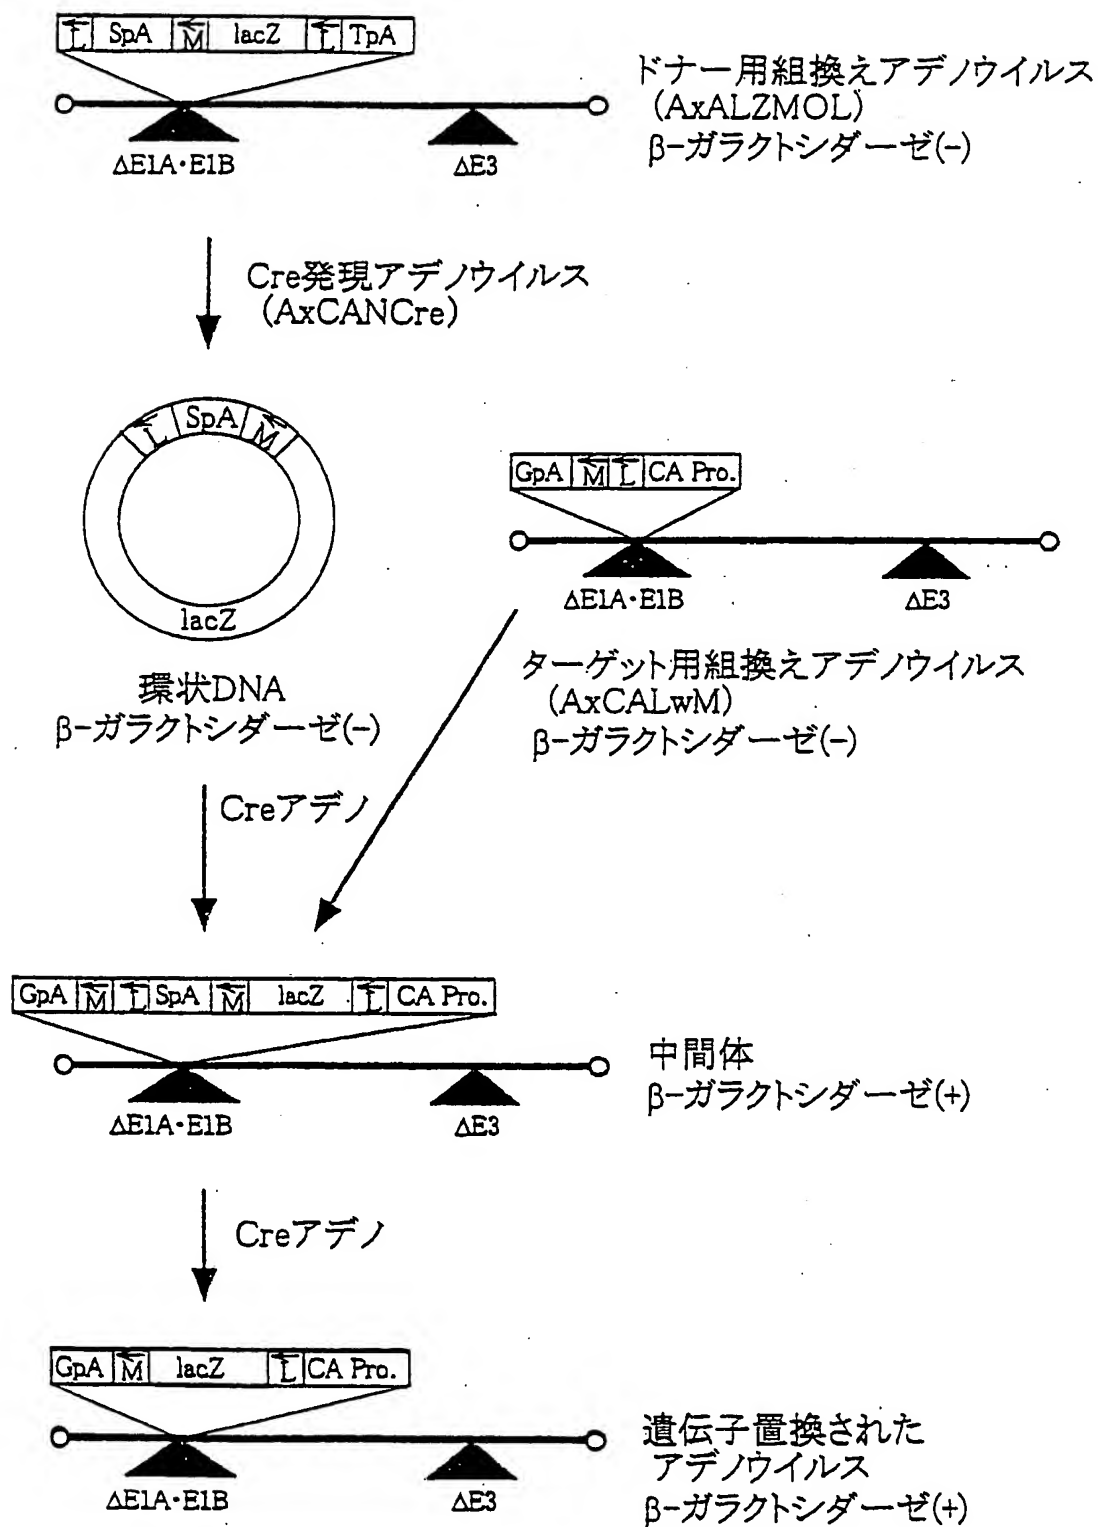 L SpA M lacZ L TpA
ドナー用組換えアデノウイルス
(AxALZMOL)
β-ガラクトシダーゼ(-)
ΔE1A・E1B ΔE3
Cre発現アデノウイルス
(AxCANCre)
L SpA M
lacZ
環状DNA
β-ガラクトシダーゼ(-)
GpA M L CA Pro.
ΔE1A・E1B ΔE3
ターゲット用組換えアデノウイルス
(AxCALwM)
β-ガラクトシダーゼ(-)
Creアデノ
GpA M L SpA M lacZ L CA Pro.
ΔE1A・E1B ΔE3
中間体
β-ガラクトシダーゼ(+)
Creアデノ
GpA M lacZ L CA Pro.
ΔE1A・E1B ΔE3
遺伝子置換された
アデノウイルス
β-ガラクトシダーゼ(+)